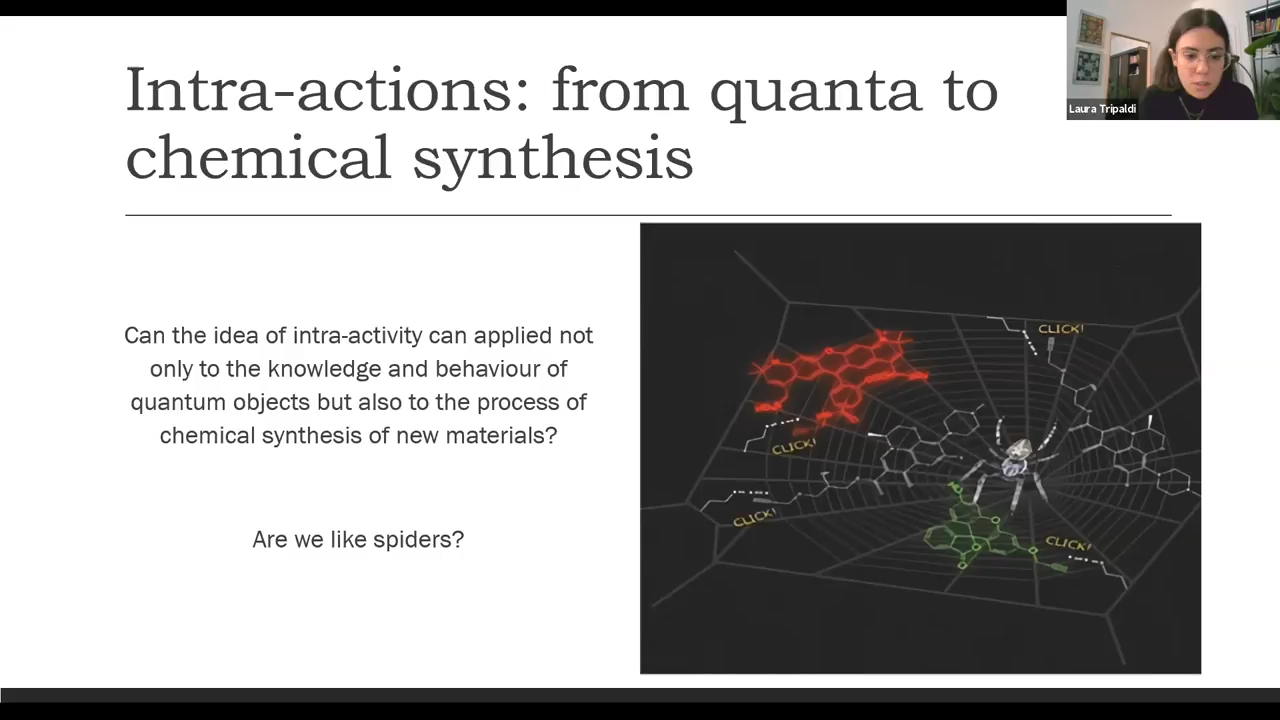 Intra-actions: from quanta to
chemical synthesis
Laura Tripaldi
Can the idea of intra-activity can applied not
only to the knowledge and behaviour of
quantum objects but also to the process of
chemical synthesis of new materials?
Are we like spiders?
CLICK!
CLICK!
CLICK!
CLICK!